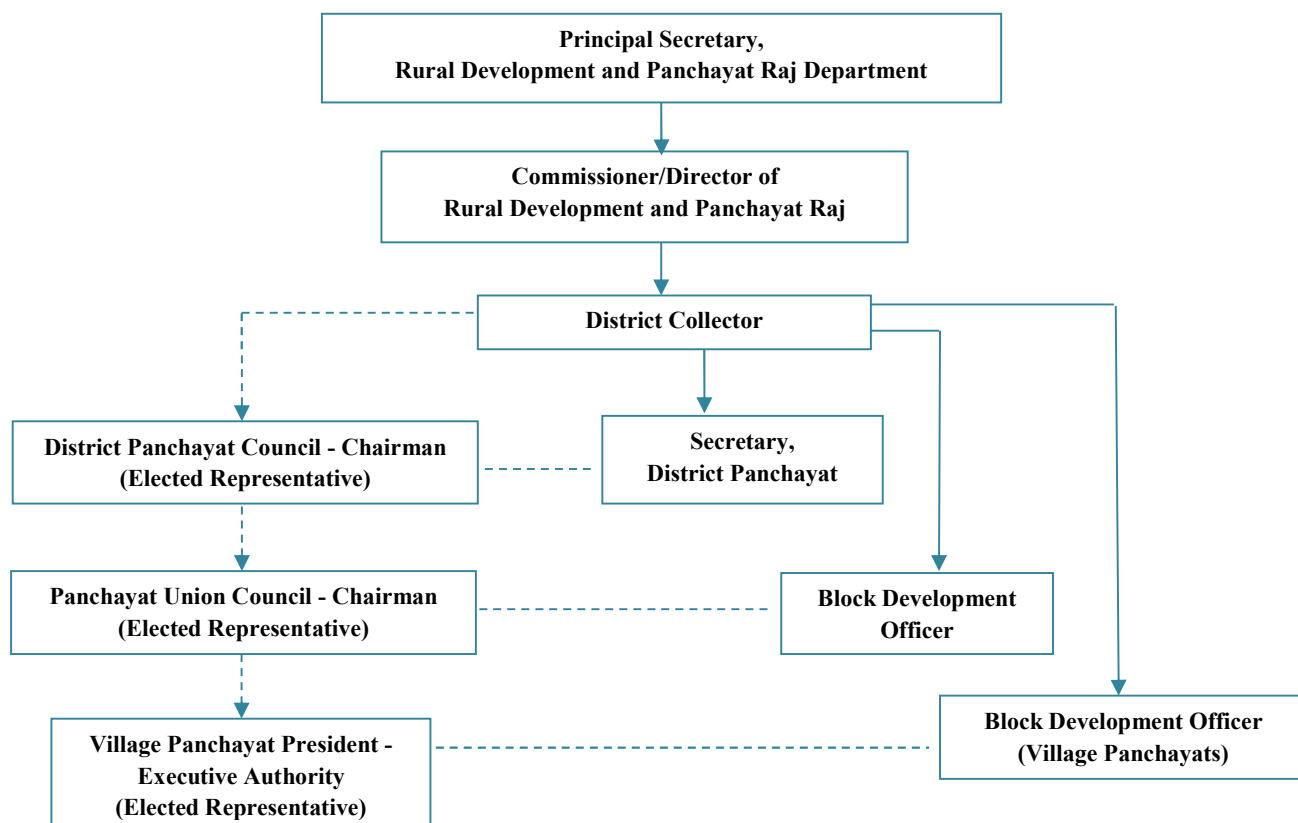 Principal Secretary,
Rural Development and Panchayat Raj Department
Commissioner/Director of
Rural Development and Panchayat Raj
District Collector
District Panchayat Council - Chairman
(Elected Representative)
Secretary,
District Panchayat
Panchayat Union Council - Chairman
(Elected Representative)
Block Development
Officer
Village Panchayat President -
Executive Authority
(Elected Representative)
Block Development Officer
(Village Panchayats)